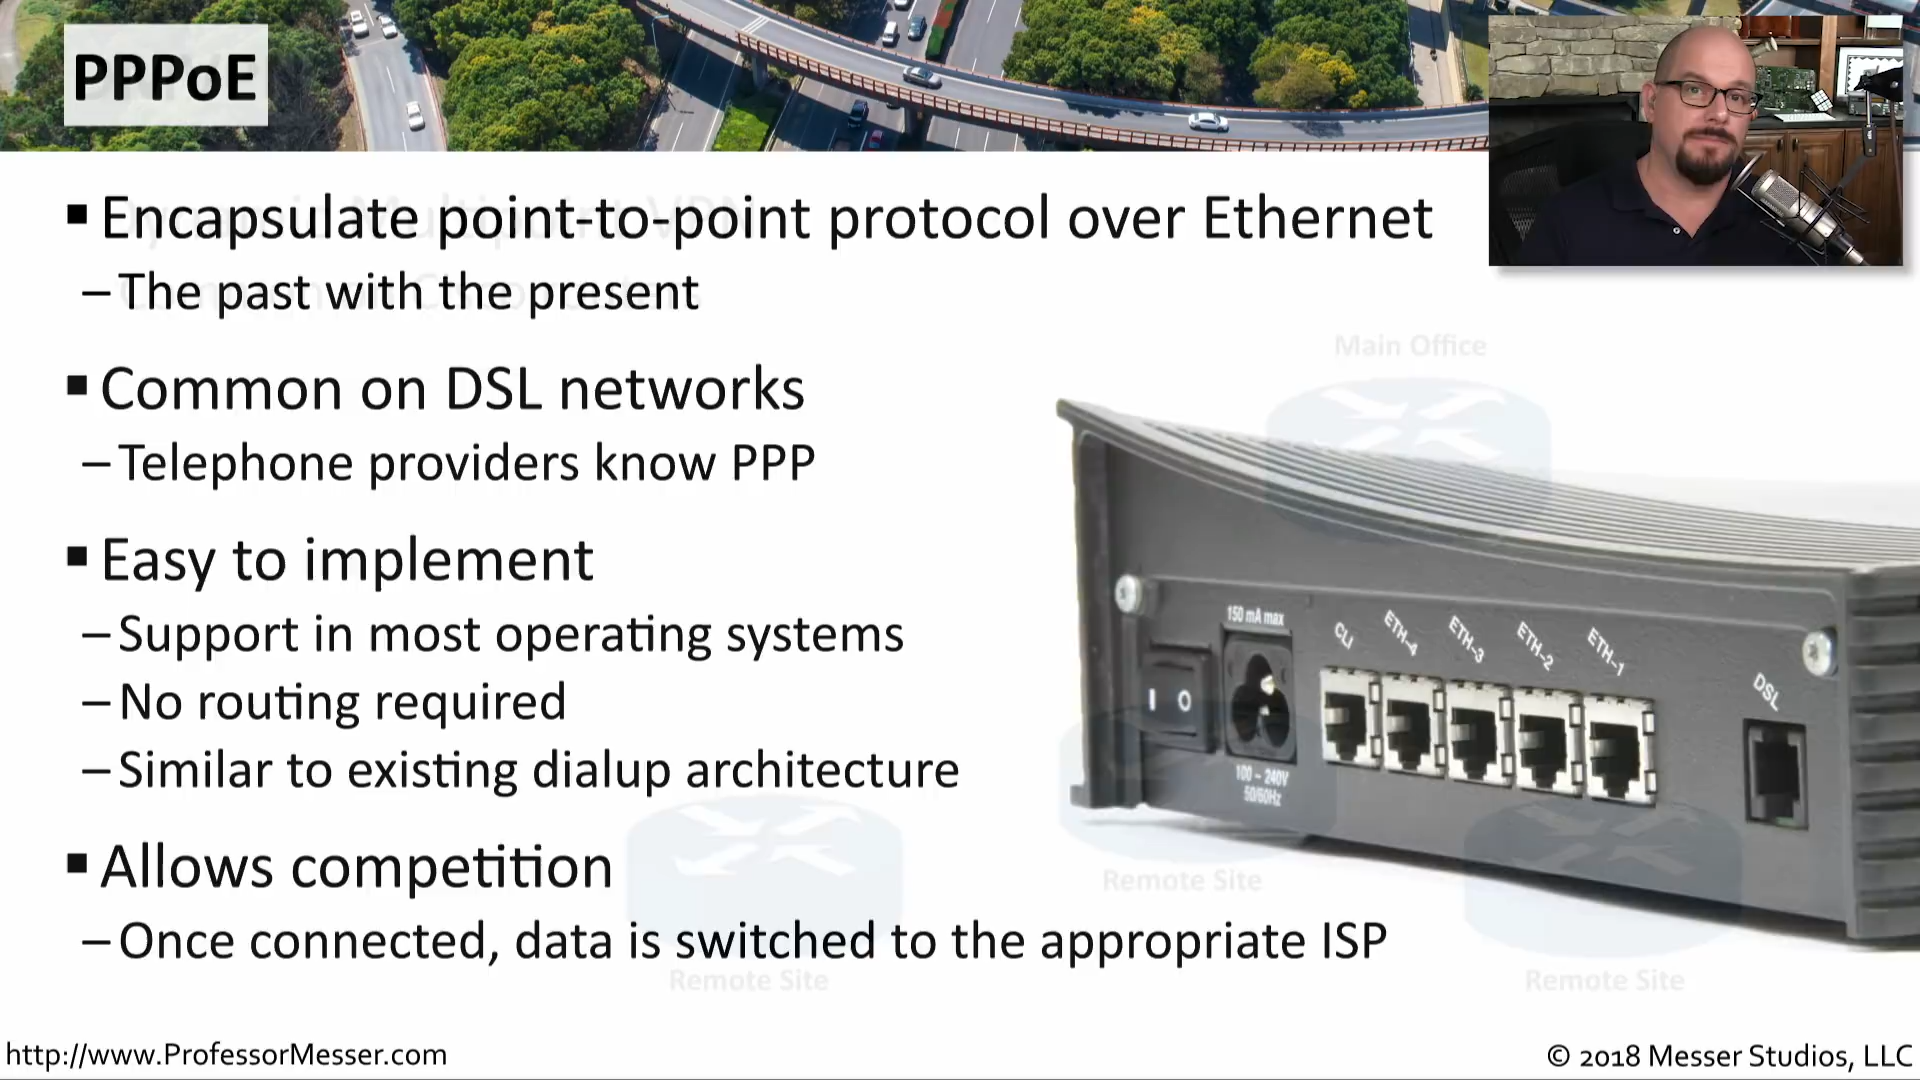 PPPoE
▪ Encapsulate point-to-point protocol over Ethernet
– The past with the present
▪ Common on DSL networks
– Telephone providers know PPP
▪ Easy to implement
– Support in most operating systems
– No routing required
– Similar to existing dialup architecture
▪ Allows competition
– Once connected, data is switched to the appropriate ISP
Main Office
150 mA max
CLI
ETH-4
ETH-3
ETH-2
ETH-1
DSL
I O
100 ~ 240V
50/60Hz
Remote Site
Remote Site
Remote Site
http://www.ProfessorMesser.com
© 2018 Messer Studios, LLC